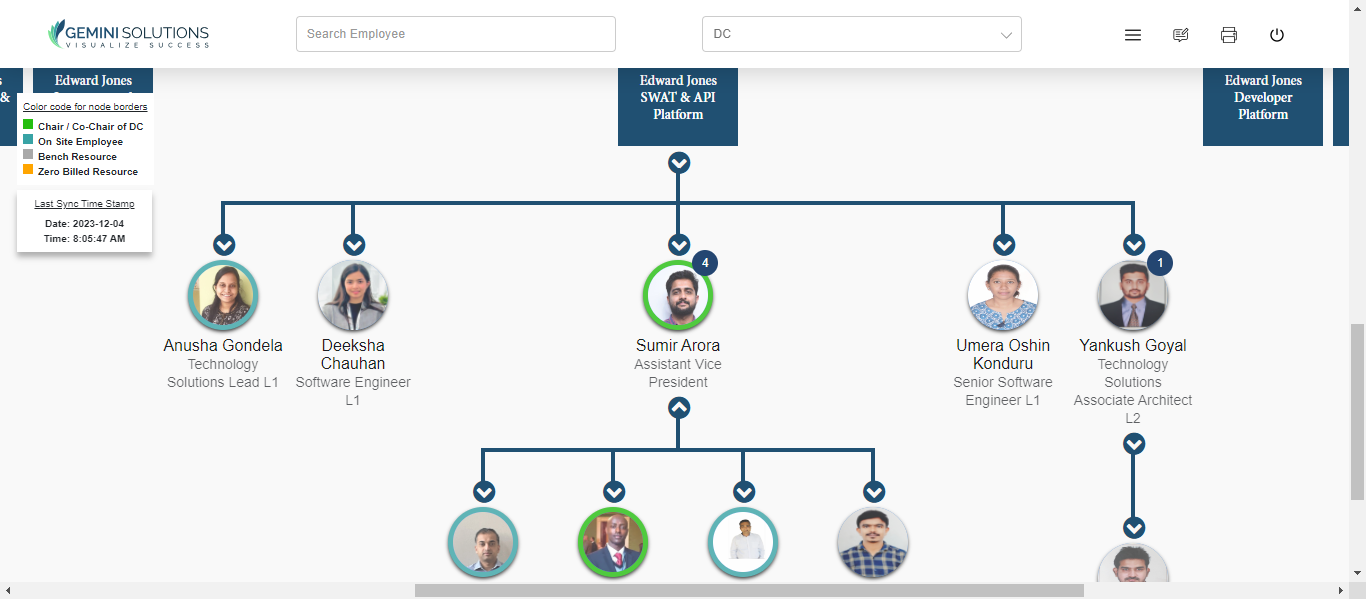 GEMINI SOLUTIONS
VISUALIZE SUCCESS
Search Employee
DC
&
Edward Jones
Edward Jones
SWAT & API
Platform
Edward Jones
Developer
Platform
Color code for node borders
Chair / Co-Chair of DC
On Site Employee
Bench Resource
Zero Billed Resource
Last Sync Time Stamp
Date: 2023-12-04
Time: 8:05:47 AM
4
1
Anusha Gondela
Technology
Solutions Lead L1
Deeksha
Chauhan
Software Engineer
L1
Sumir Arora
Assistant Vice
President
Umera Oshin
Konduru
Senior Software
Engineer L1
Yankush Goyal
Technology
Solutions
Associate Architect
L2